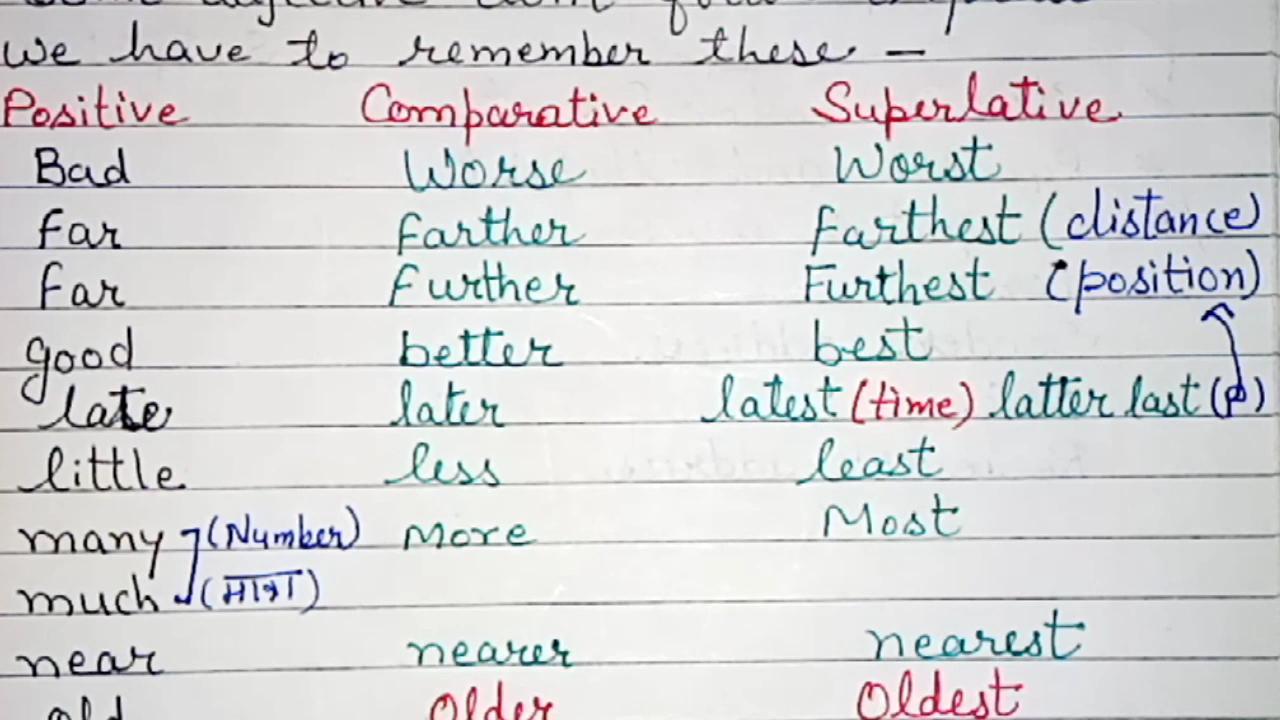 we have to remember these -
Positive Comparative Superlative
Bad Worse Worst
far farther farthest (distance)
far further Furthest (position)
good better best
late later latest (time) latter last (p)
little less least
many (Number) More Most
much (मात्रा)
near nearer nearest
old older oldest